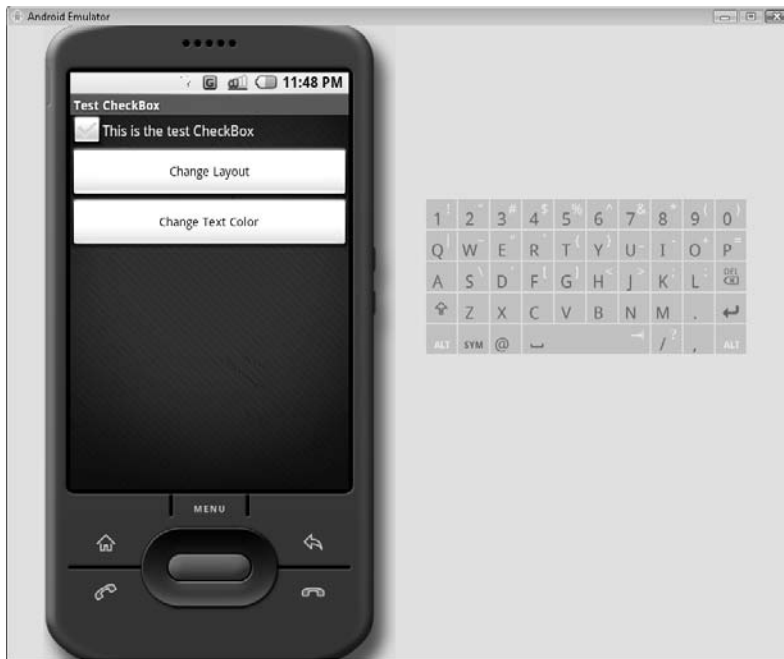 Android Emulator
11:48 PM
Test CheckBox
This is the test CheckBox
Change Layout
Change Text Color
MENU
1 ! 2 3 # 4 $ 5 % 6 ^ 7 & 8 * 9 ( 0 )
Q | W ~ E " R ` T { Y } U _ I - O + P =
A S \ D ' F [ G ] H < J > K ; L : DEL
Z X C V B N M .
ALT SYM @ / ? , ALT